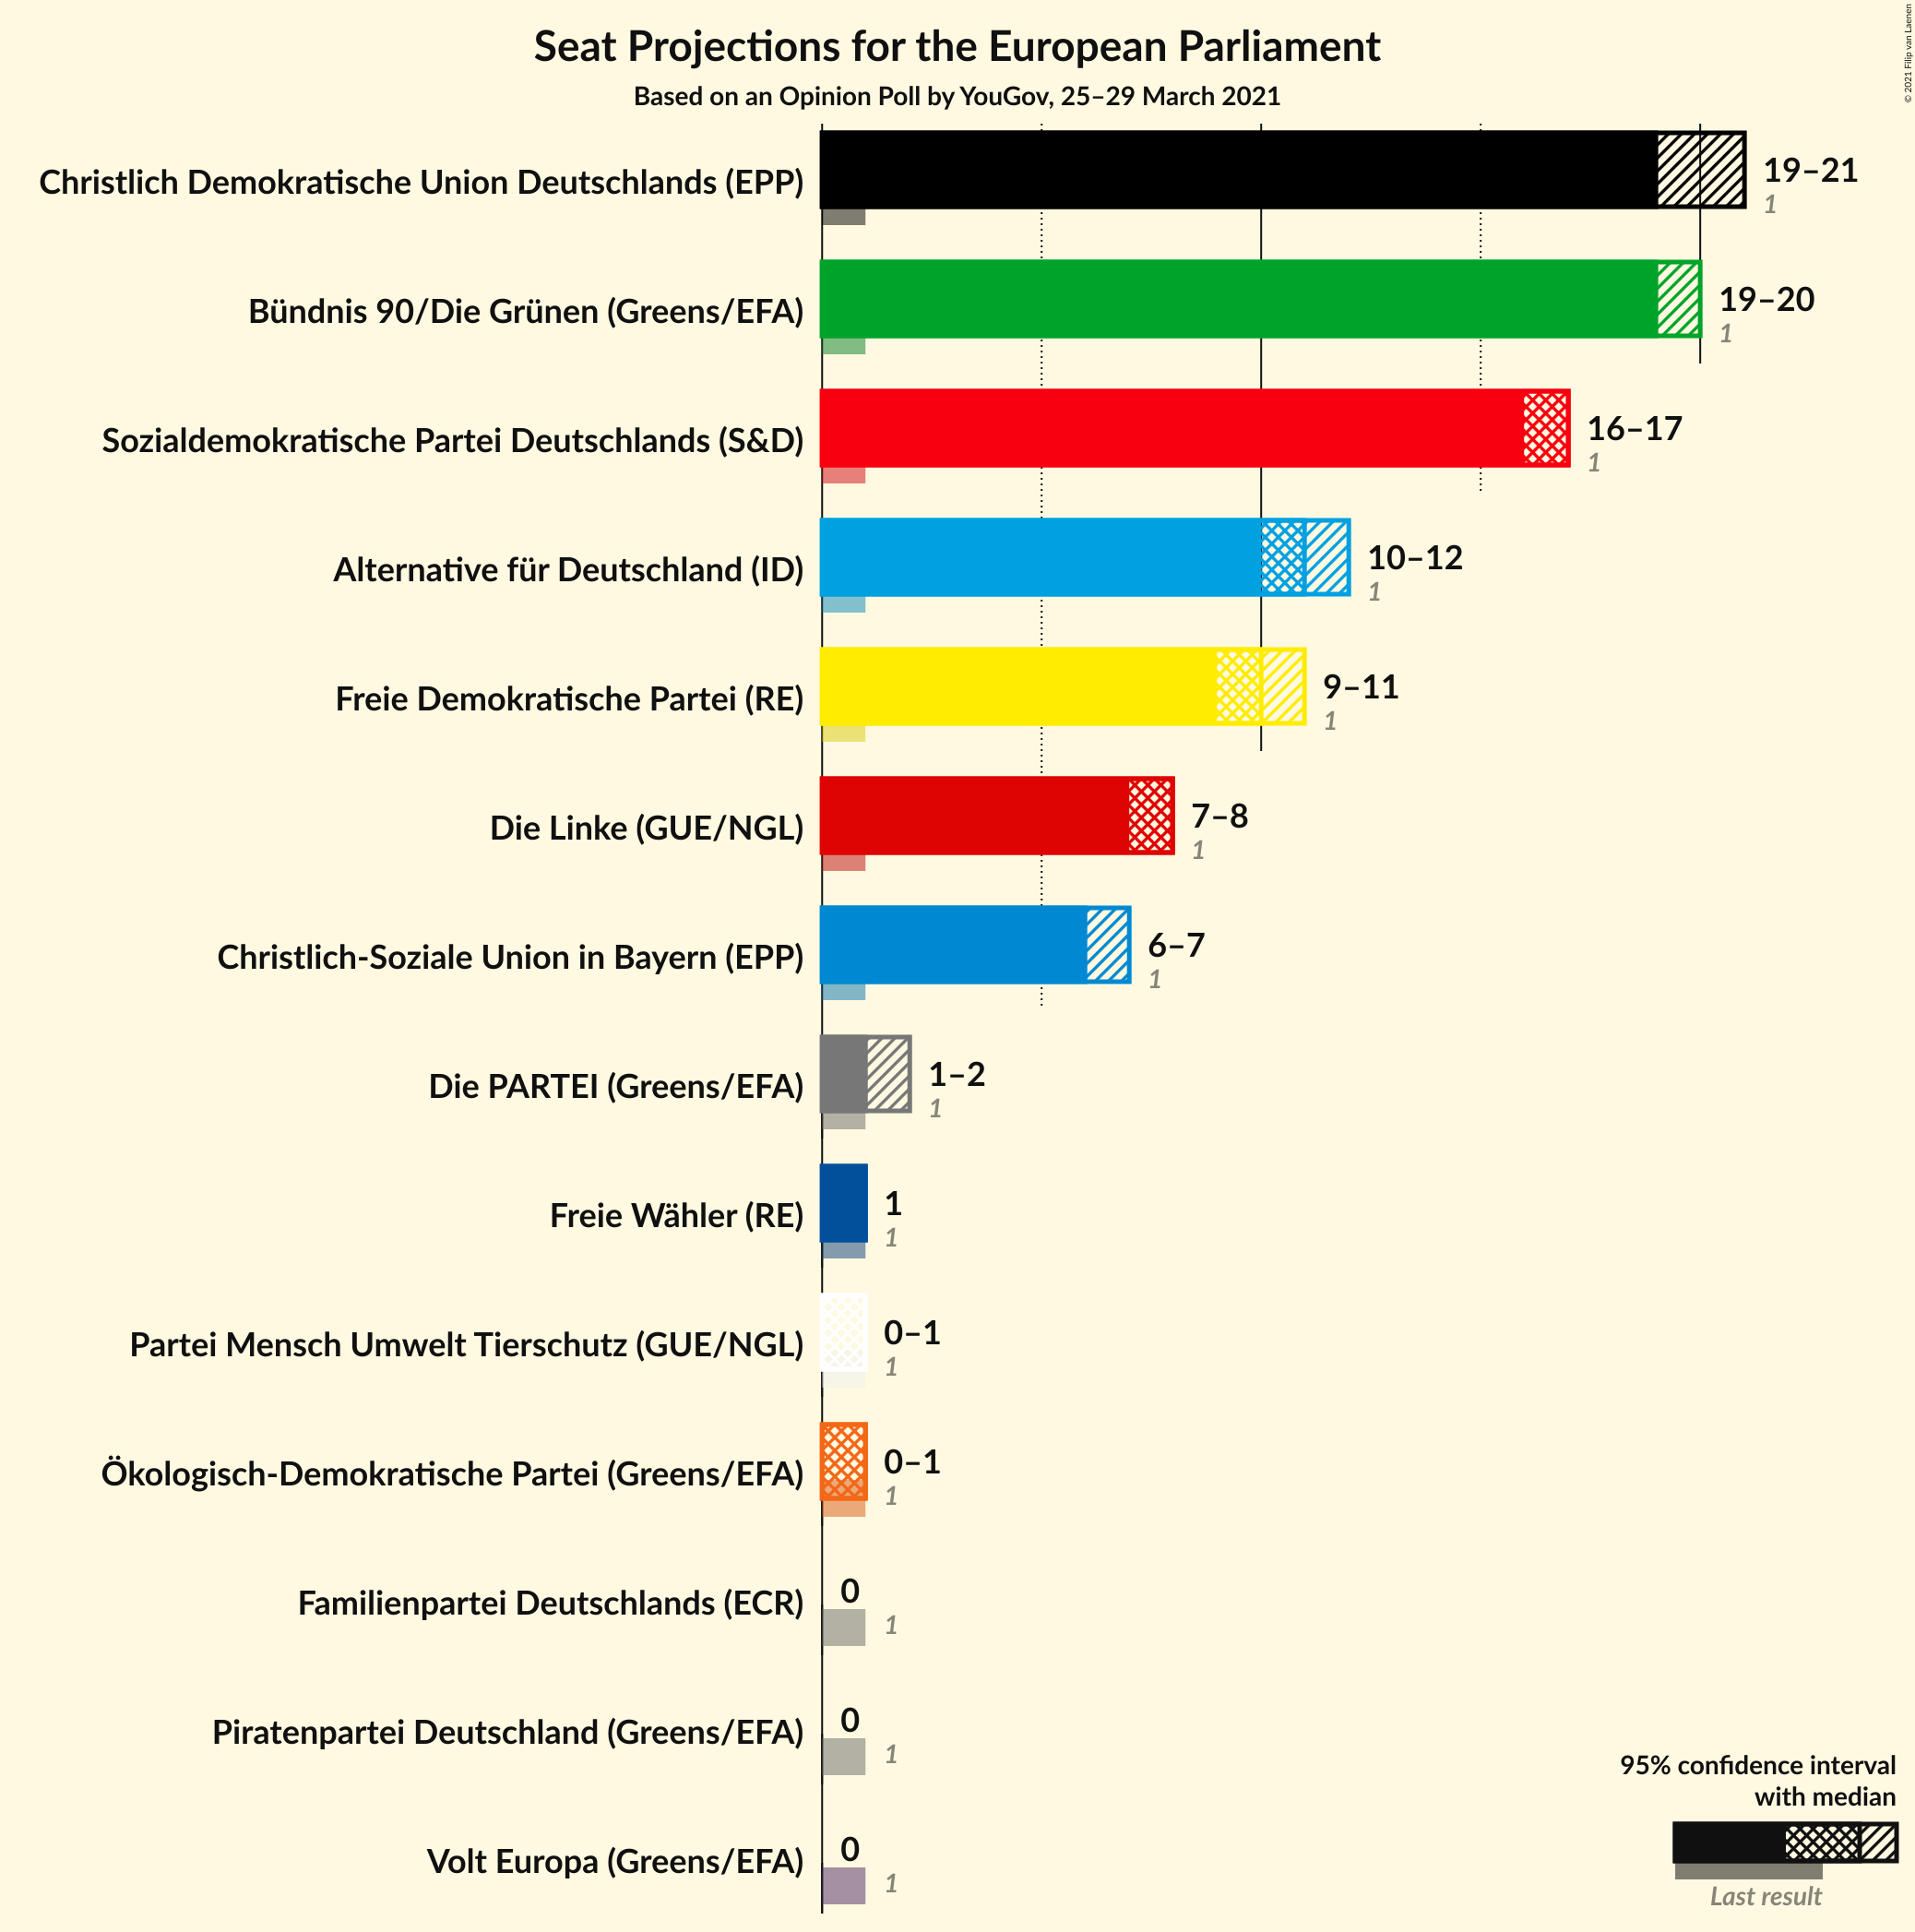 © 2021 Filip van Laenen
Seat Projections for the European Parliament
Based on an Opinion Poll by YouGov, 25–29 March 2021
Christlich Demokratische Union Deutschlands (EPP)
19–21
1
Bündnis 90/Die Grünen (Greens/EFA)
19–20
1
Sozialdemokratische Partei Deutschlands (S&D)
16–17
1
Alternative für Deutschland (ID)
10–12
1
Freie Demokratische Partei (RE)
9–11
1
Die Linke (GUE/NGL)
7–8
1
Christlich-Soziale Union in Bayern (EPP)
6–7
1
Die PARTEI (Greens/EFA)
1–2
1
Freie Wähler (RE)
1
1
Partei Mensch Umwelt Tierschutz (GUE/NGL)
0–1
1
Ökologisch-Demokratische Partei (Greens/EFA)
0–1
1
Familienpartei Deutschlands (ECR)
0
1
Piratenpartei Deutschland (Greens/EFA)
0
1
Volt Europa (Greens/EFA)
0
1
95% confidence interval
with median
Last result